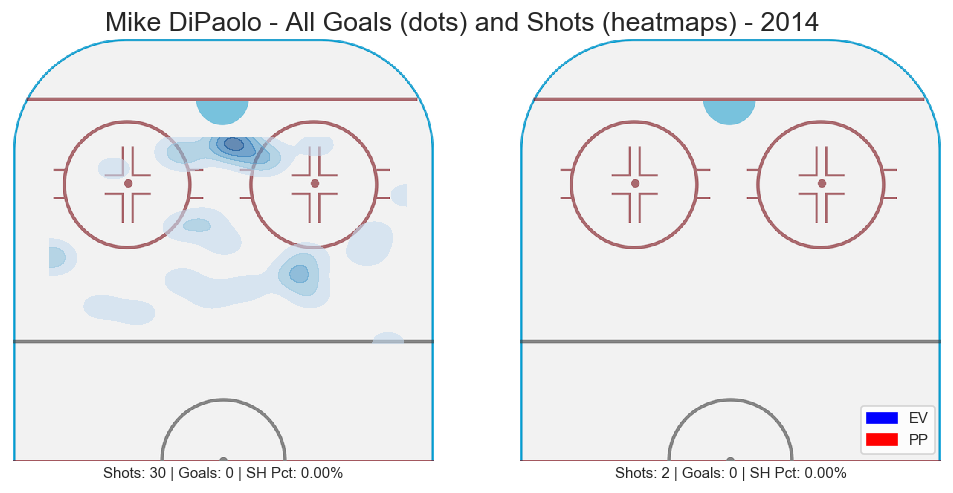 Mike DiPaolo - All Goals (dots) and Shots (heatmaps) - 2014
EV
PP
Shots: 30 | Goals: 0 | SH Pct: 0.00%
Shots: 2 | Goals: 0 | SH Pct: 0.00%